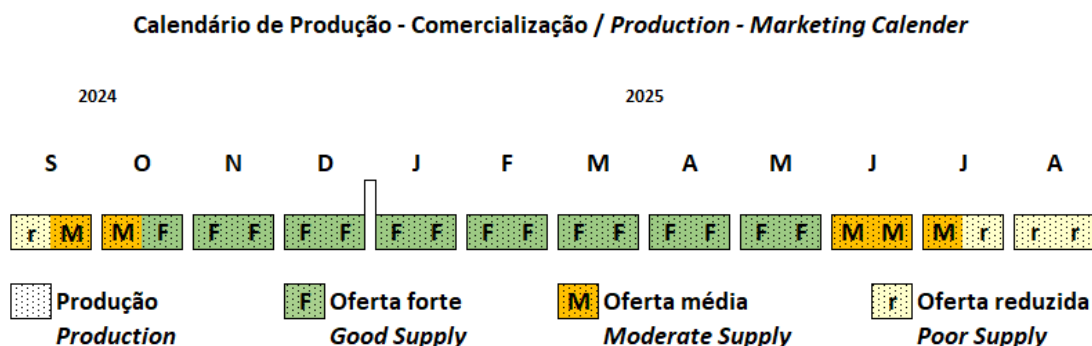 Calendário de Produção - Comercialização / Production - Marketing Calender
2024 2025
S O N D J F M A M J J A
r M M F F F F F F F F F F F F F F F M M M r r r
Produção F Oferta forte M Oferta média r Oferta reduzida
Production Good Supply Moderate Supply Poor Supply